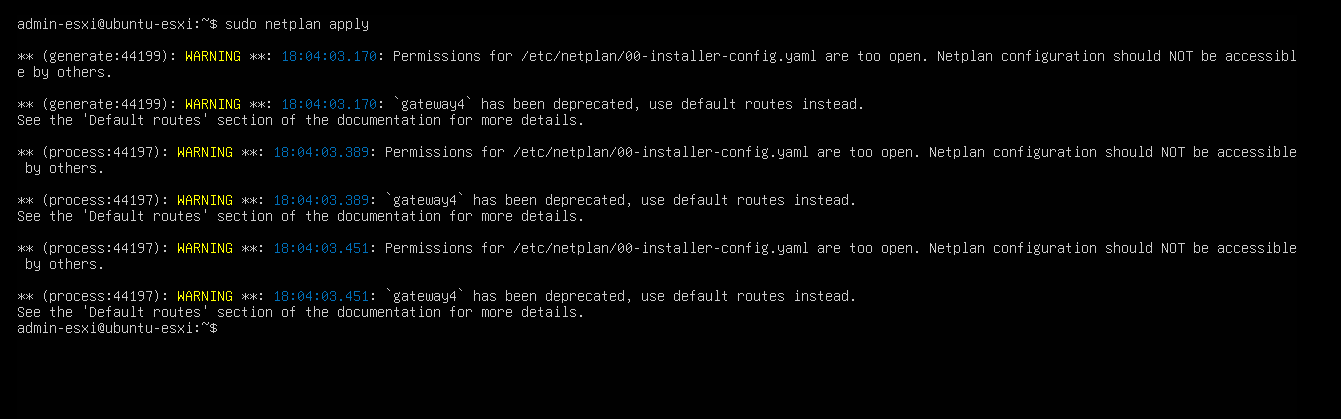 admin-esxi@ubuntu-esxi:~$ sudo netplan apply
** (generate:44199): WARNING **: 18:04:03.170: Permissions for /etc/netplan/00-installer-config.yaml are too open. Netplan configuration should NOT be accessibl
e by others.
** (generate:44199): WARNING **: 18:04:03.170: `gateway4` has been deprecated, use default routes instead.
See the 'Default routes' section of the documentation for more details.
** (process:44197): WARNING **: 18:04:03.389: Permissions for /etc/netplan/00-installer-config.yaml are too open. Netplan configuration should NOT be accessible
 by others.
** (process:44197): WARNING **: 18:04:03.389: `gateway4` has been deprecated, use default routes instead.
See the 'Default routes' section of the documentation for more details.
** (process:44197): WARNING **: 18:04:03.451: Permissions for /etc/netplan/00-installer-config.yaml are too open. Netplan configuration should NOT be accessible
 by others.
** (process:44197): WARNING **: 18:04:03.451: `gateway4` has been deprecated, use default routes instead.
See the 'Default routes' section of the documentation for more details.
admin-esxi@ubuntu-esxi:~$